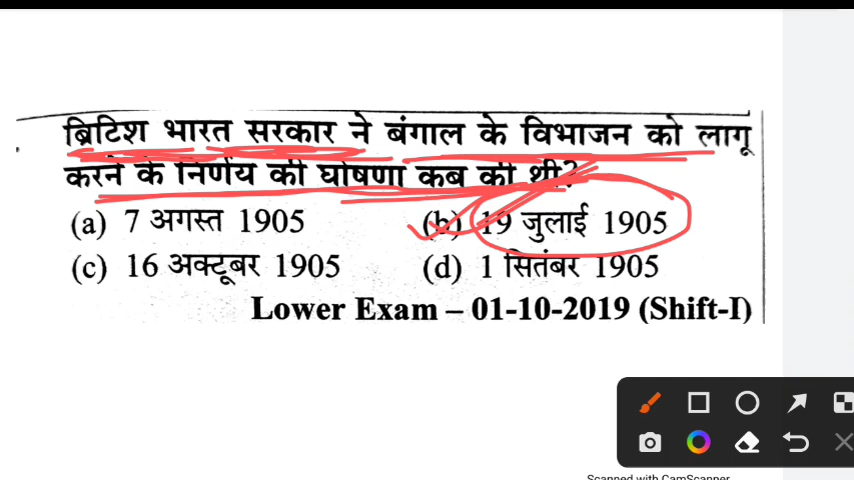 ब्रिटिश भारत सरकार ने बंगाल के विभाजन को लागू
करने के निर्णय की घोषणा कब की थी?
(a) 7 अगस्त 1905 (b) 19 जुलाई 1905
(c) 16 अक्टूबर 1905 (d) 1 सितंबर 1905
Lower Exam – 01-10-2019 (Shift-I)
Scanned with CamScanner